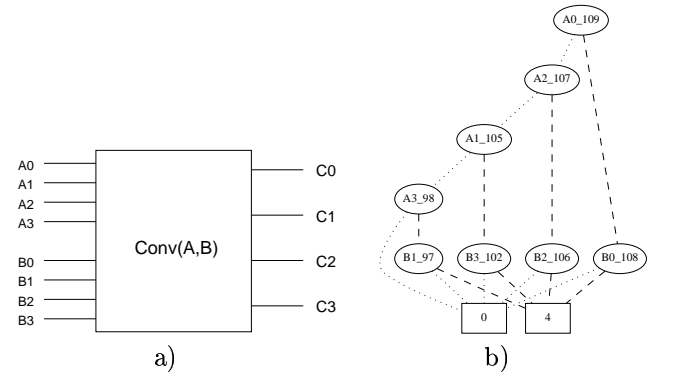 A0
A1
A2
A3
B0
B1
B2
B3
Conv(A,B)
C0
C1
C2
C3
a)
A0_109
A2_107
A1_105
A3_98
B1_97 B3_102 B2_106 B0_108
0 4
b)